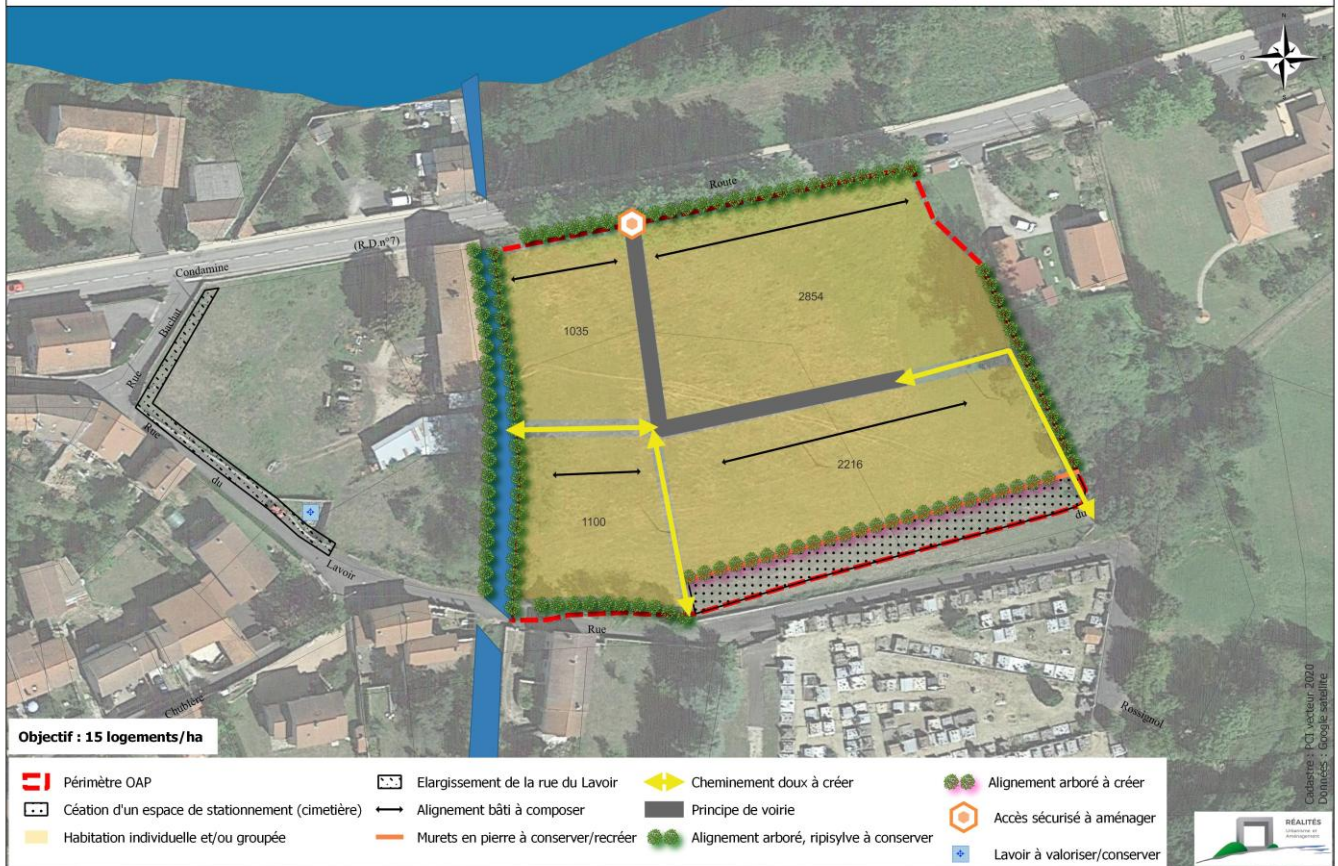 N
O
E
S
Route
(R.D.n°7)
Condamine
Bachat
Rue
2854
1035
Rue
du
2216
1100
du
Lavoir
Rue
Chublère
Rossignol
Objectif : 15 logements/ha
Périmètre OAP
Céation d'un espace de stationnement (cimetière)
Habitation individuelle et/ou groupée
Elargissement de la rue du Lavoir
Alignement bâti à composer
Murets en pierre à conserver/recréer
Cheminement doux à créer
Principe de voirie
Alignement arboré, ripisylve à conserver
Alignement arboré à créer
Accès sécurisé à aménager
Lavoir à valoriser/conserver
Cadastre : PCI vecteur 2020
Données : Google satellite
RÉALITÉS
Urbanisme et
Aménagement